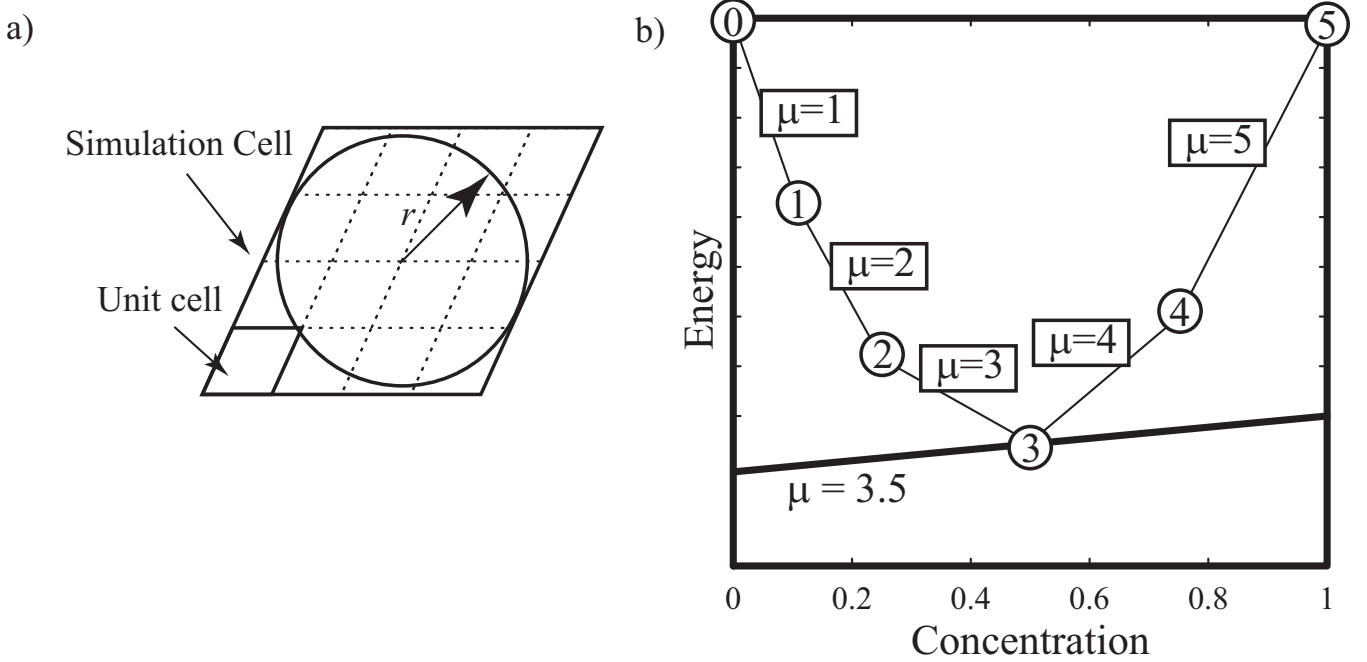 a)
Simulation Cell
Unit cell
r
b)
0
5
μ=1
μ=5
1
μ=2
4
2
μ=3
μ=4
3
μ = 3.5
Energy
0
0.2
0.4
0.6
0.8
1
Concentration